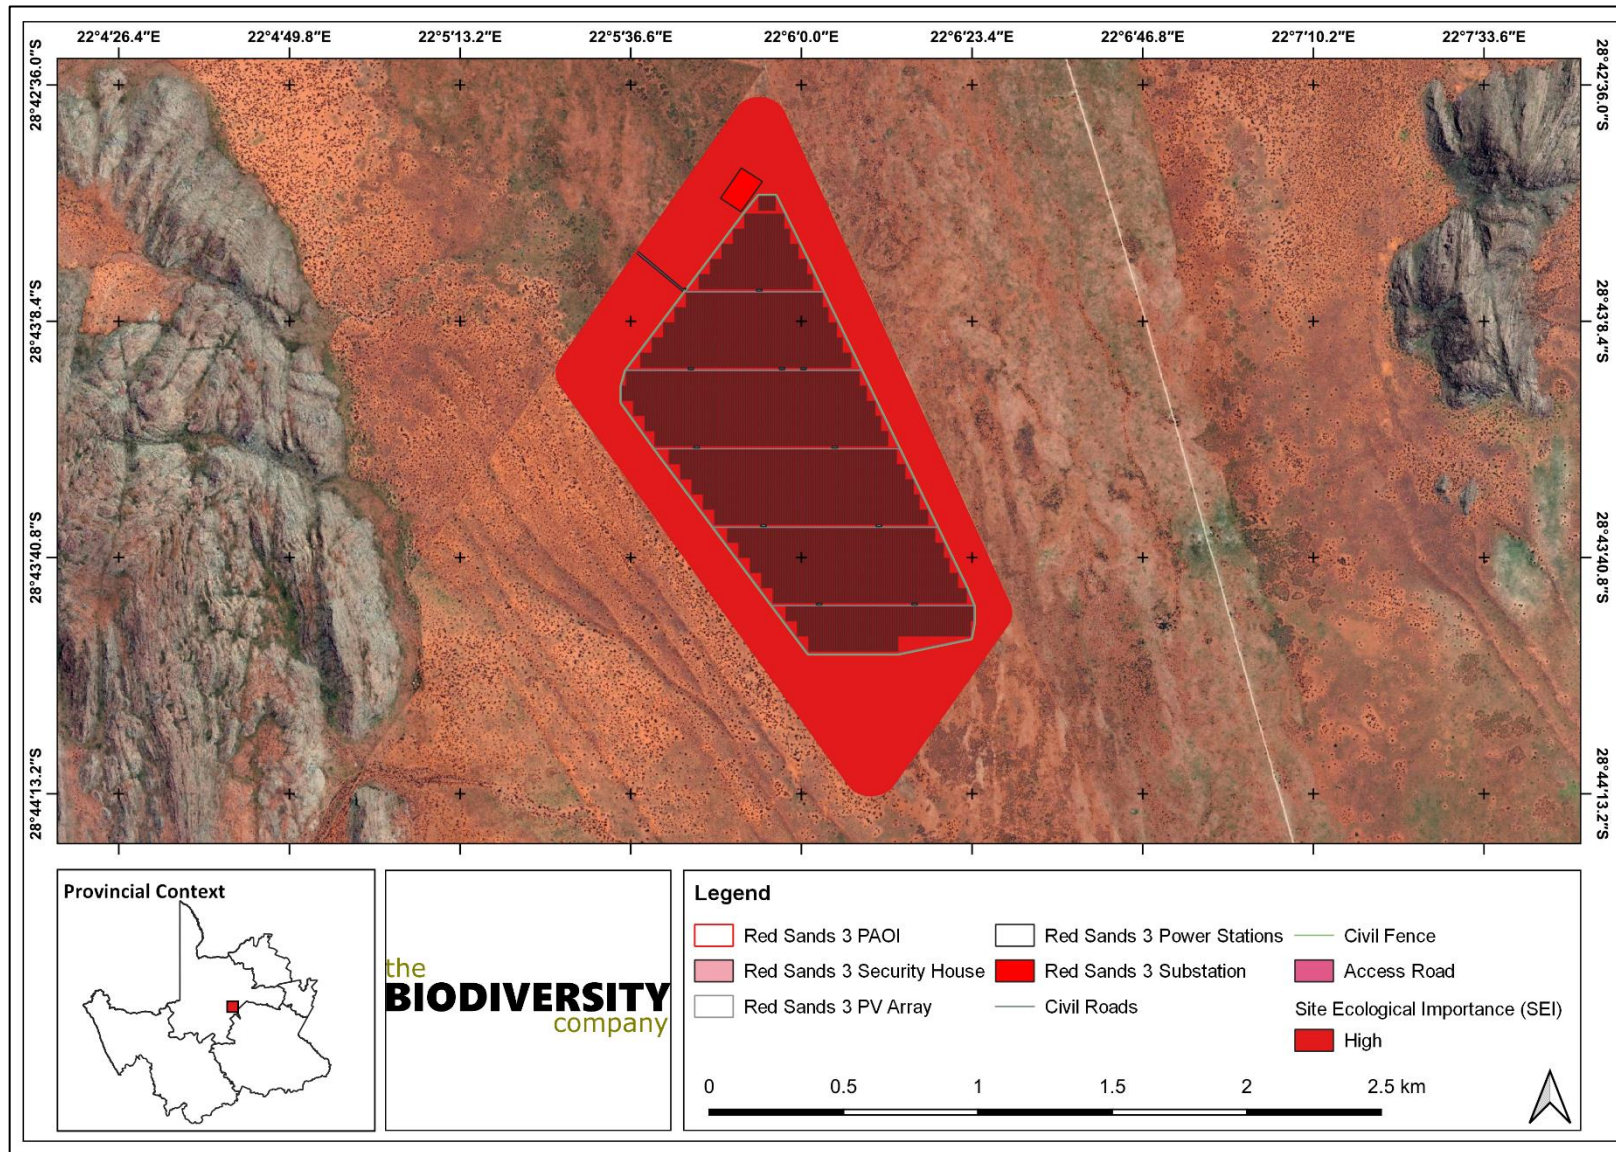 22°4'26.4"E 22°4'49.8"E 22°5'13.2"E 22°5'36.6"E 22°6'0.0"E 22°6'23.4"E 22°6'46.8"E 22°7'10.2"E 22°7'33.6"E
28°42'36.0"S
28°43'8.4"S
28°43'40.8"S
28°44'13.2"S
28°42'36.0"S
28°43'8.4"S
28°43'40.8"S
28°44'13.2"S
Provincial Context
the
BIODIVERSITY
company
Legend
Red Sands 3 PAOI
Red Sands 3 Security House
Red Sands 3 PV Array
Red Sands 3 Power Stations
Red Sands 3 Substation
Civil Roads
Civil Fence
Access Road
Site Ecological Importance (SEI)
High
0 0.5 1 1.5 2 2.5 km